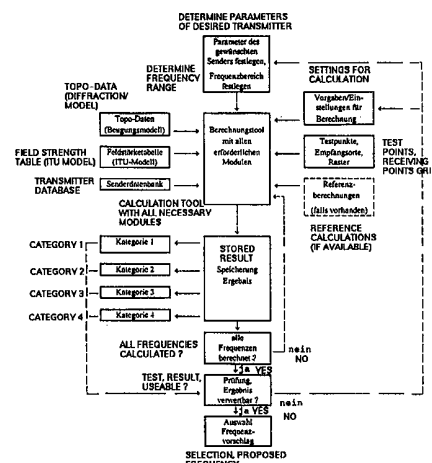 DETERMINE PARAMETERS
OF DESIRED TRANSMITTER
Parameter des
gewünschten
Senders festlegen,
Frequenzbereich
festlegen
DETERMINE
FREQUENCY
RANGE
SETTINGS FOR
CALCULATION
Vorgaben/Ein-
stellungen für
Berechnung
TOPO-DATA
(DIFFRACTION/
MODEL)
Topo-Daten
(Beugungsmodell)
Berechnungstool
mit allen
erforderlichen
Modulen
Testpunkte,
Empfangsorte,
Raster
TEST
POINTS,
RECEIVING
POINTS GRI
FIELD STRENGTH
TABLE (ITU MODEL)
Feldstärketabelle
(ITU-Modell)
TRANSMITTER
DATABASE
Senderdatenbank
Referenz-
berechnungen
(falls vorhanden)
CALCULATION TOOL
WITH ALL NECESSARY
MODULES
REFERENCE
CALCULATIONS
(IF AVAILABLE)
CATEGORY 1
Kategorie 1
STORED
RESULT
Speicherung
Ergebnis
CATEGORY 2
Kategorie 2
CATEGORY 3
Kategorie 3
CATEGORY 4
Kategorie 4
ALL FREQUENCIES
CALCULATED ?
alle
Frequenzen
berechnet ?
nein
NO
ja YES
TEST, RESULT,
USEABLE ?
Prüfung,
Ergebnis
verwertbar ?
nein
NO
ja YES
Auswahl
Frequenz-
vorschlag
SELECTION, PROPOSED
FREQUENCY